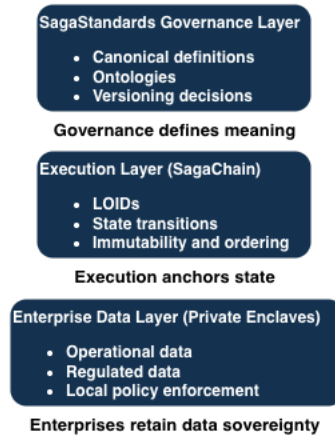 SagaStandards Governance Layer
• Canonical definitions
• Ontologies
• Versioning decisions
Governance defines meaning
Execution Layer (SagaChain)
• LOIDs
• State transitions
• Immutability and ordering
Execution anchors state
Enterprise Data Layer (Private Enclaves)
• Operational data
• Regulated data
• Local policy enforcement
Enterprises retain data sovereignty